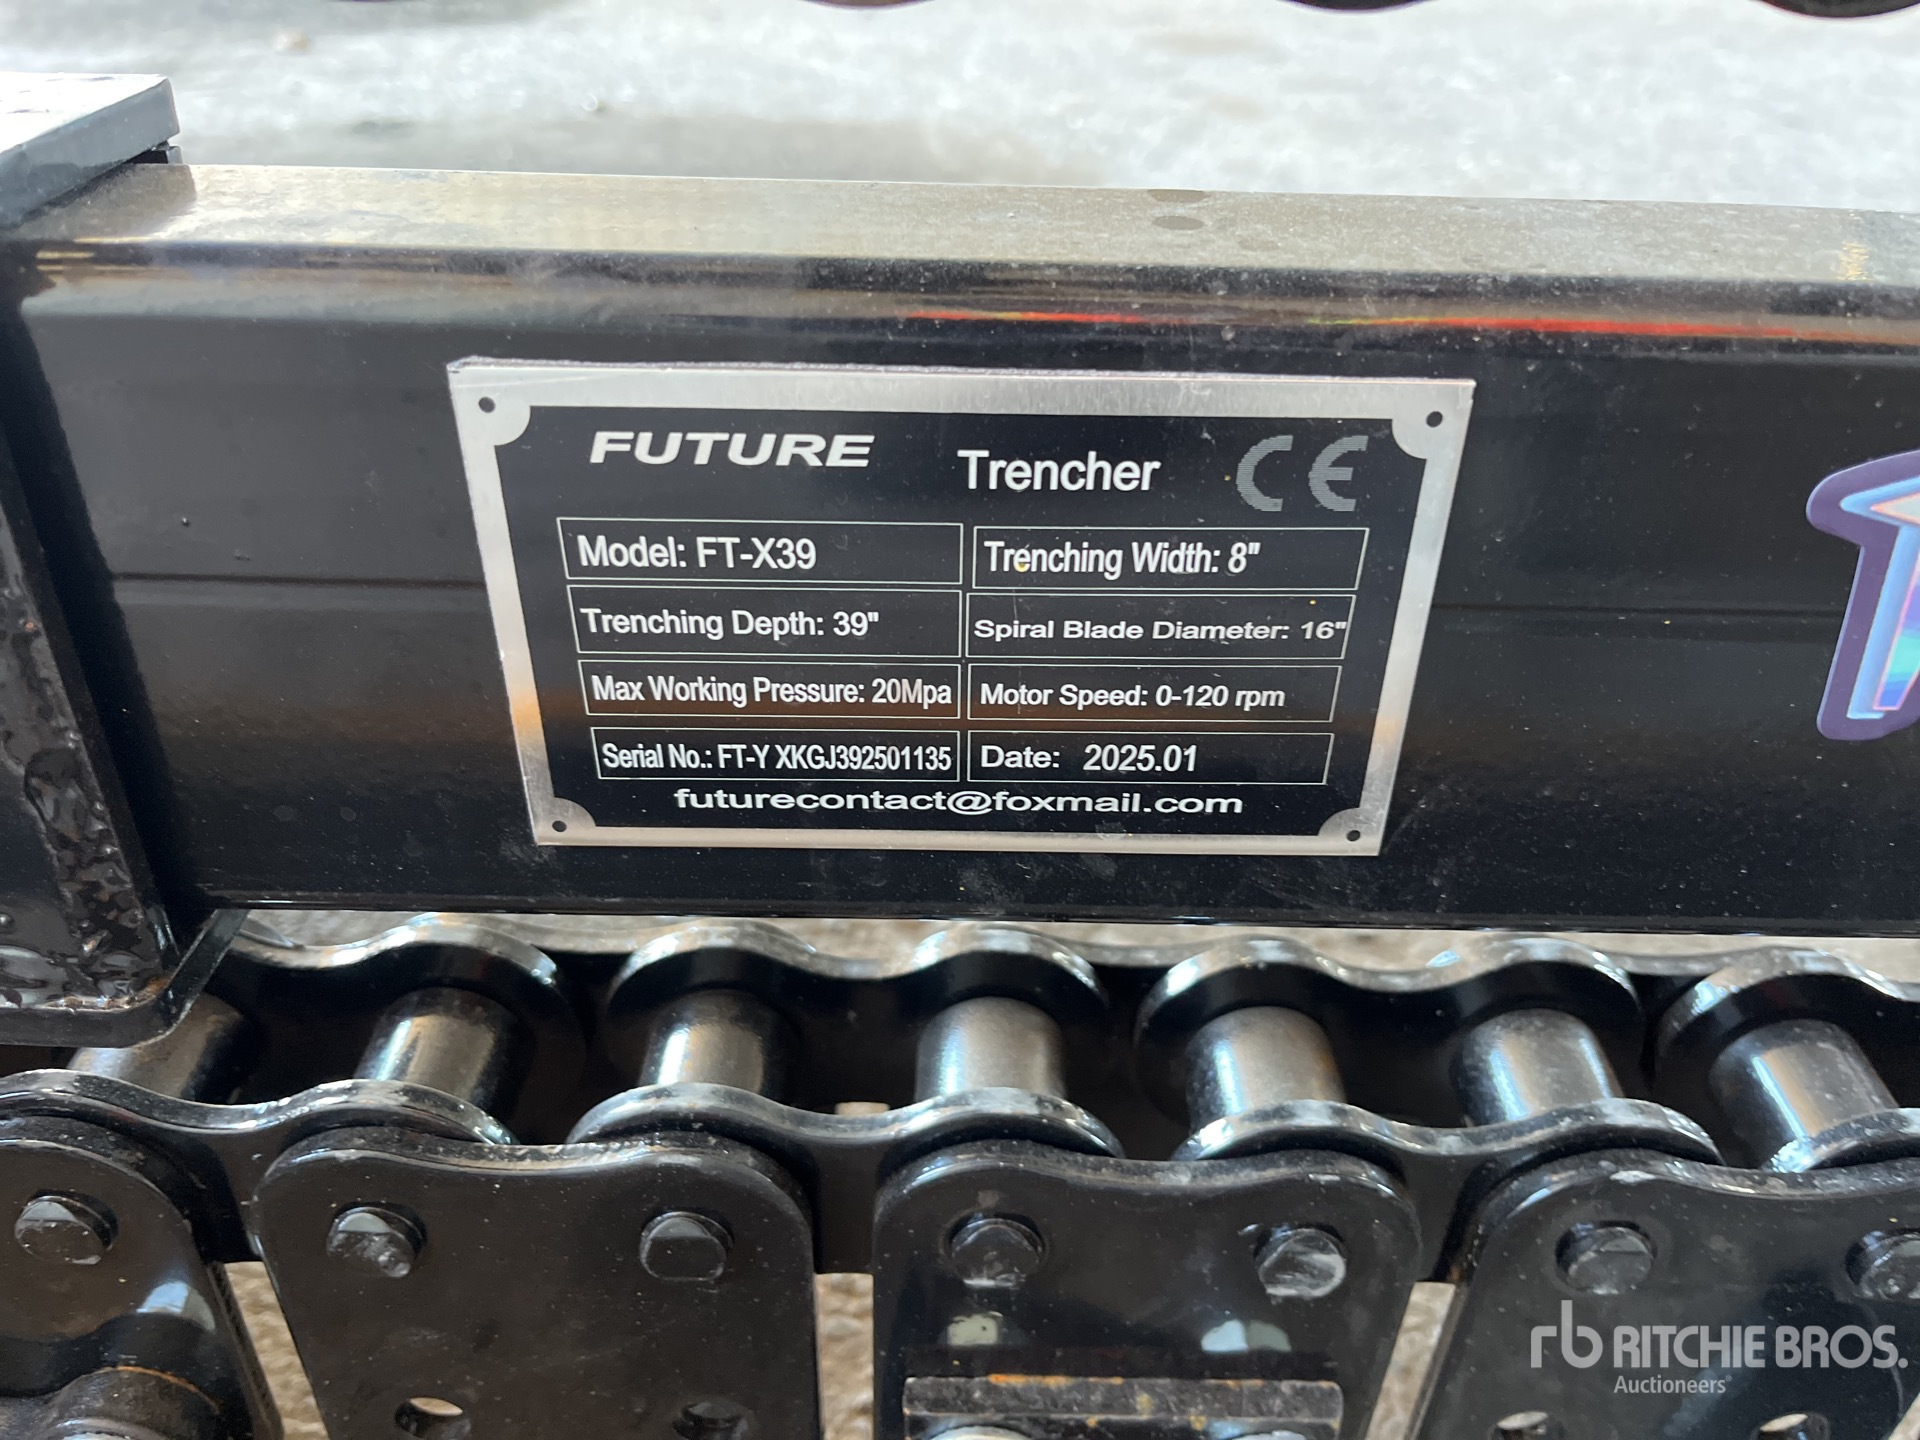 FUTURE Trencher CE
Model: FT-X39 Trenching Width: 8"
Trenching Depth: 39" Spiral Blade Diameter: 16"
Max Working Pressure: 20Mpa Motor Speed: 0-120 rpm
Serial No.: FT-Y XKGJ392501135 Date: 2025.01
futurecontact@foxmail.com
rb RITCHIE BROS.
Auctioneers